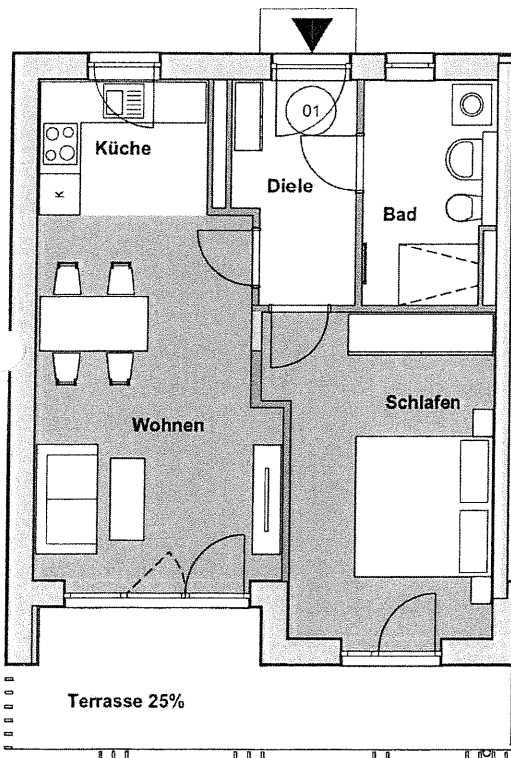 01
Küche
Diele
K
Bad
Schlafen
Wohnen
Terrasse 25%